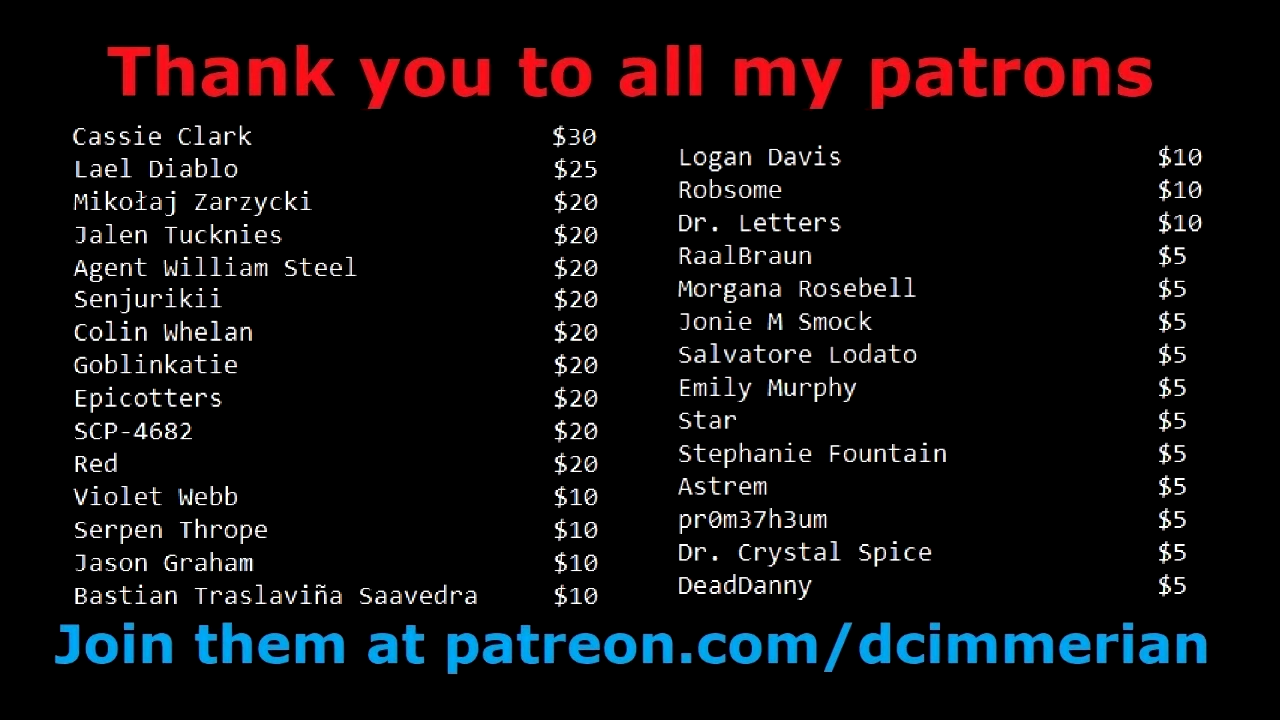 Thank you to all my patrons
Cassie Clark $30
Lael Diablo $25
Mikołaj Zarzycki $20
Jalen Tucknies $20
Agent William Steel $20
Senjurikii $20
Colin Whelan $20
Goblinkatie $20
Epicotters $20
SCP-4682 $20
Red $20
Violet Webb $10
Serpen Thrope $10
Jason Graham $10
Bastian Traslaviña Saavedra $10
Logan Davis $10
Robsome $10
Dr. Letters $10
RaalBraun $5
Morgana Rosebell $5
Jonie M Smock $5
Salvatore Lodato $5
Emily Murphy $5
Star $5
Stephanie Fountain $5
Astrem $5
pr0m37h3um $5
Dr. Crystal Spice $5
DeadDanny $5
Join them at patreon.com/dcimmerian